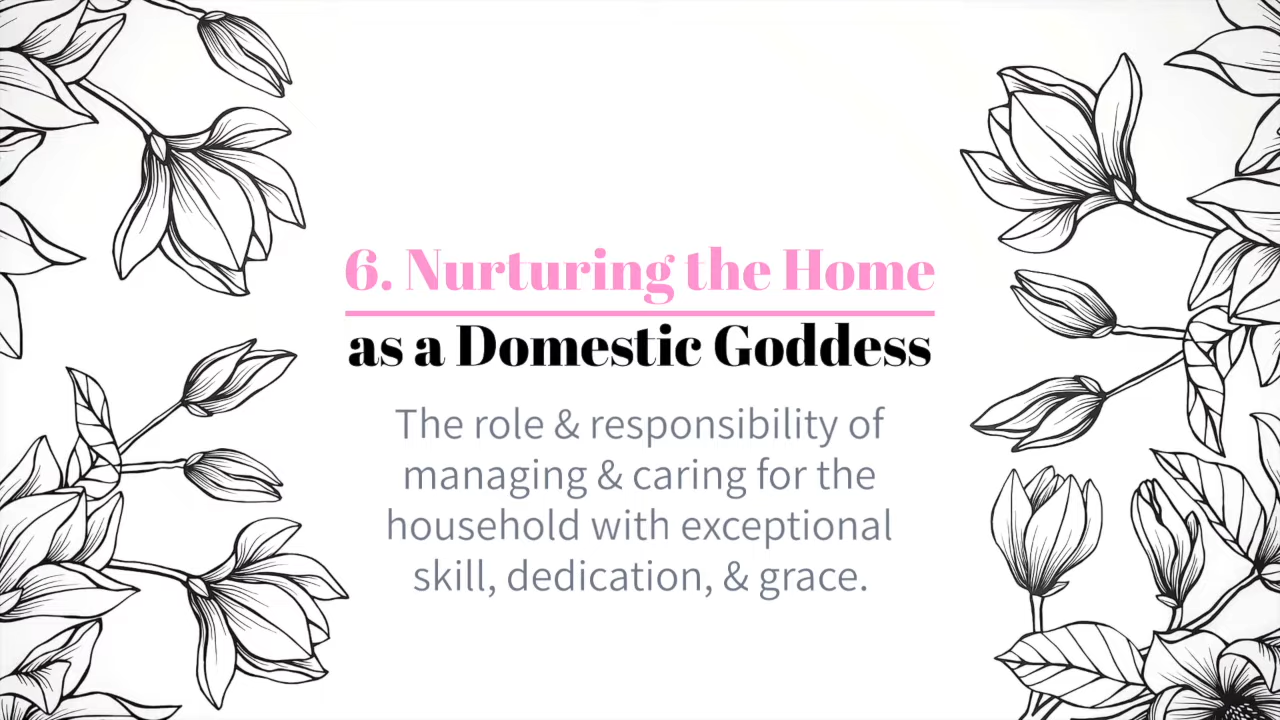 6. Nurturing the Home
as a Domestic Goddess
The role & responsibility of
managing & caring for the
household with exceptional
skill, dedication, & grace.